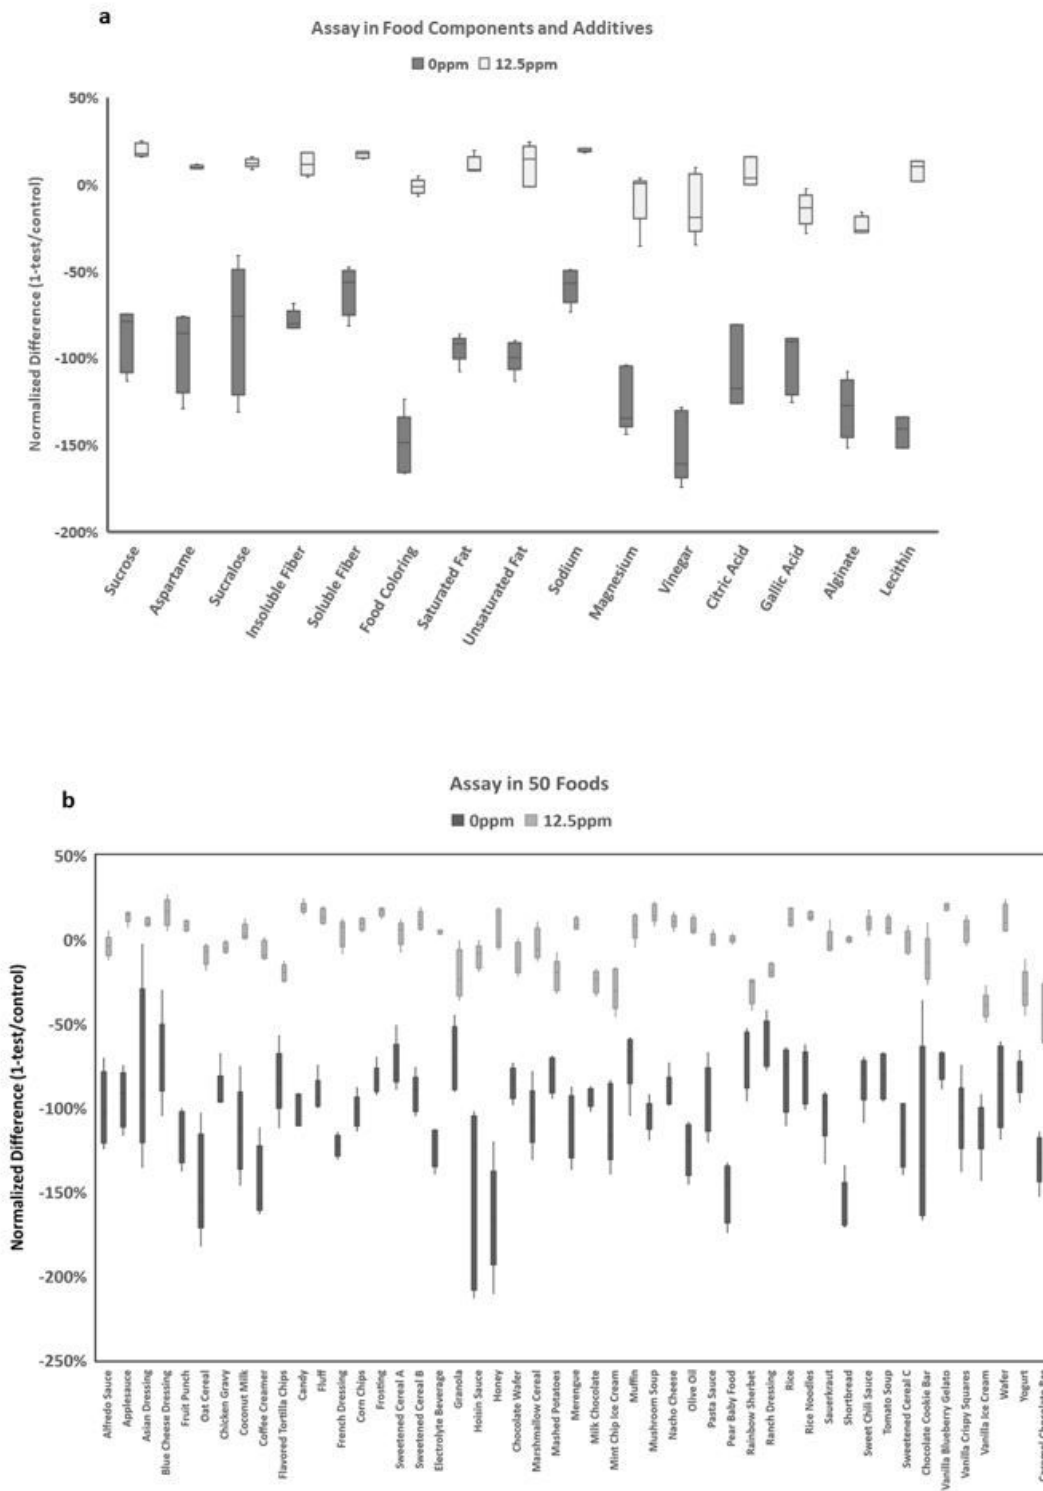 a
Assay in Food Components and Additives
0ppm 12.5ppm
Normalized Difference (1-test/control)
50%
0%
-50%
-100%
-150%
-200%
Sucrose
Aspartame
Sucralose
Insoluble Fiber
Soluble Fiber
Food Coloring
Saturated Fat
Unsaturated Fat
Sodium
Magnesium
Vinegar
Citric Acid
Gallic Acid
Alginate
Lecithin
b
Assay in 50 Foods
0ppm 12.5ppm
Normalized Difference (1-test/control)
50%
0%
-50%
-100%
-150%
-200%
-250%
Alfredo Sauce
Applesauce
Asian Dressing
Blue Cheese Dressing
Fruit Punch
Oat Cereal
Chicken Gravy
Coconut Milk
Coffee Creamer
Flavored Tortilla Chips
Candy
Fluff
French Dressing
Corn Chips
Frosting
Sweetened Cereal A
Sweetened Cereal B
Electrolyte Beverage
Granola
Hoisin Sauce
Honey
Chocolate Wafer
Marshmallow Cereal
Mashed Potatoes
Merengue
Milk Chocolate
Mint Chip Ice Cream
Muffin
Mushroom Soup
Nacho Cheese
Olive Oil
Pasta Sauce
Pear Baby Food
Rainbow Sherbet
Ranch Dressing
Rice
Rice Noodles
Sauerkraut
Shortbread
Sweet Chili Sauce
Tomato Soup
Sweetened Cereal C
Chocolate Cookie Bar
Vanilla Blueberry Gelato
Vanilla Crispy Squares
Vanilla Ice Cream
Wafer
Yogurt
Caramel Chocolate Bar